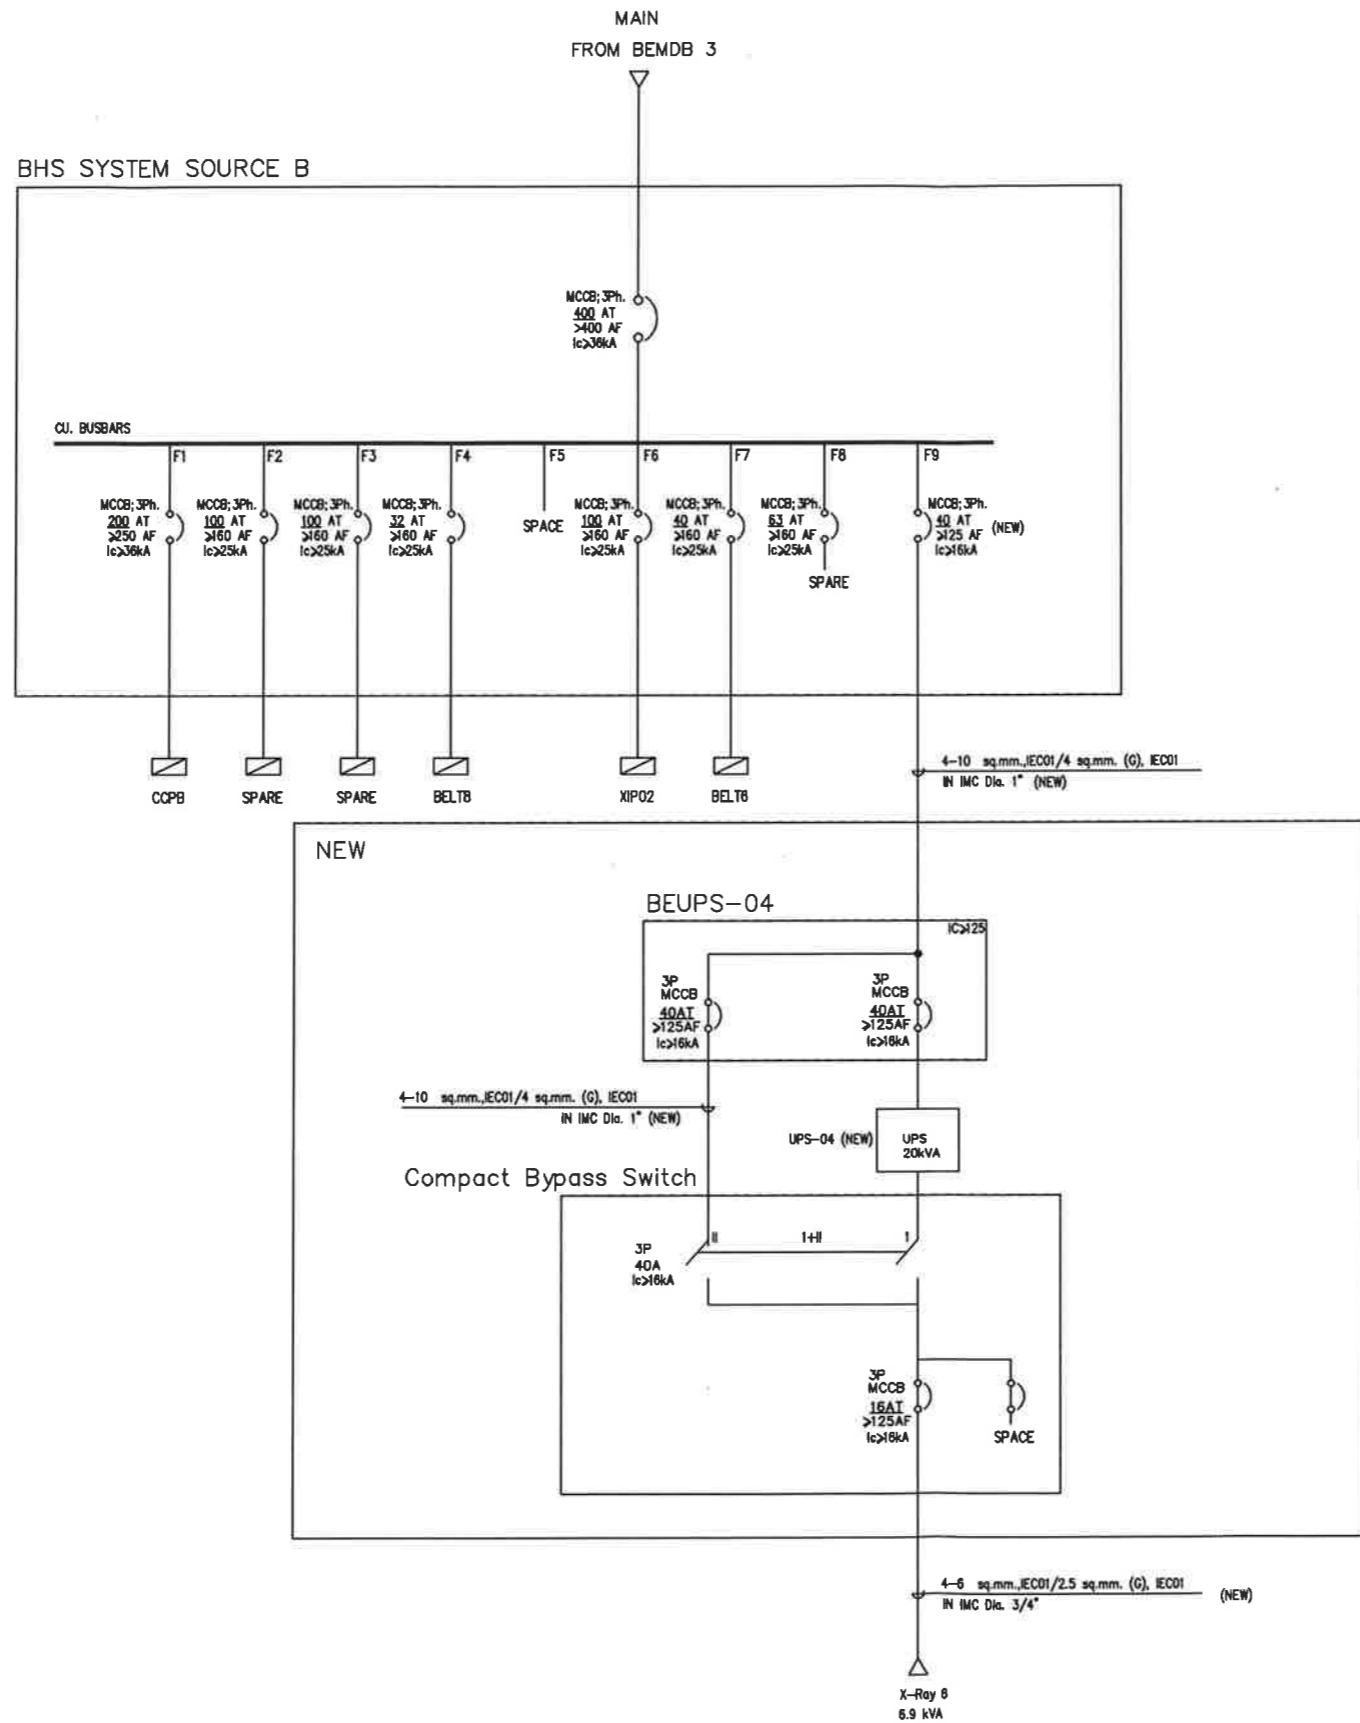 MAIN
FROM BEMDB 3
BHS SYSTEM SOURCE B
MCCB; 3Ph.
400 AT
>400 AF
Ic>36kA
CU. BUSBARS
F1
F2
F3
F4
F5
F6
F7
F8
F9
MCCB; 3Ph.
200 AT
>250 AF
Ic>36kA
MCCB; 3Ph.
100 AT
>160 AF
Ic>25kA
MCCB; 3Ph.
100 AT
>160 AF
Ic>25kA
MCCB; 3Ph.
32 AT
>160 AF
Ic>25kA
SPACE
MCCB; 3Ph.
100 AT
>160 AF
Ic>25kA
MCCB; 3Ph.
40 AT
>160 AF
Ic>25kA
MCCB; 3Ph.
63 AT
>160 AF
Ic>25kA
SPARE
MCCB; 3Ph.
40 AT
>125 AF
Ic>16kA
(NEW)
CCPB
SPARE
SPARE
BELT8
XIP02
BELT6
4-10 sq.mm.,IEC01/4 sq.mm. (G), IEC01
IN IMC Dia. 1" (NEW)
NEW
BEUPS-04
IC>125
3P
MCCB
40AT
>125AF
Ic>16kA
3P
MCCB
40AT
>125AF
Ic>16kA
4-10 sq.mm.,IEC01/4 sq.mm. (G), IEC01
IN IMC Dia. 1" (NEW)
UPS-04 (NEW)
UPS
20kVA
Compact Bypass Switch
II
I+II
I
3P
40A
Ic>16kA
3P
MCCB
16AT
>125AF
Ic>16kA
SPACE
4-6 sq.mm.,IEC01/2.5 sq.mm. (G), IEC01
IN IMC Dia. 3/4"
(NEW)
X-Ray 6
6.9 kVA